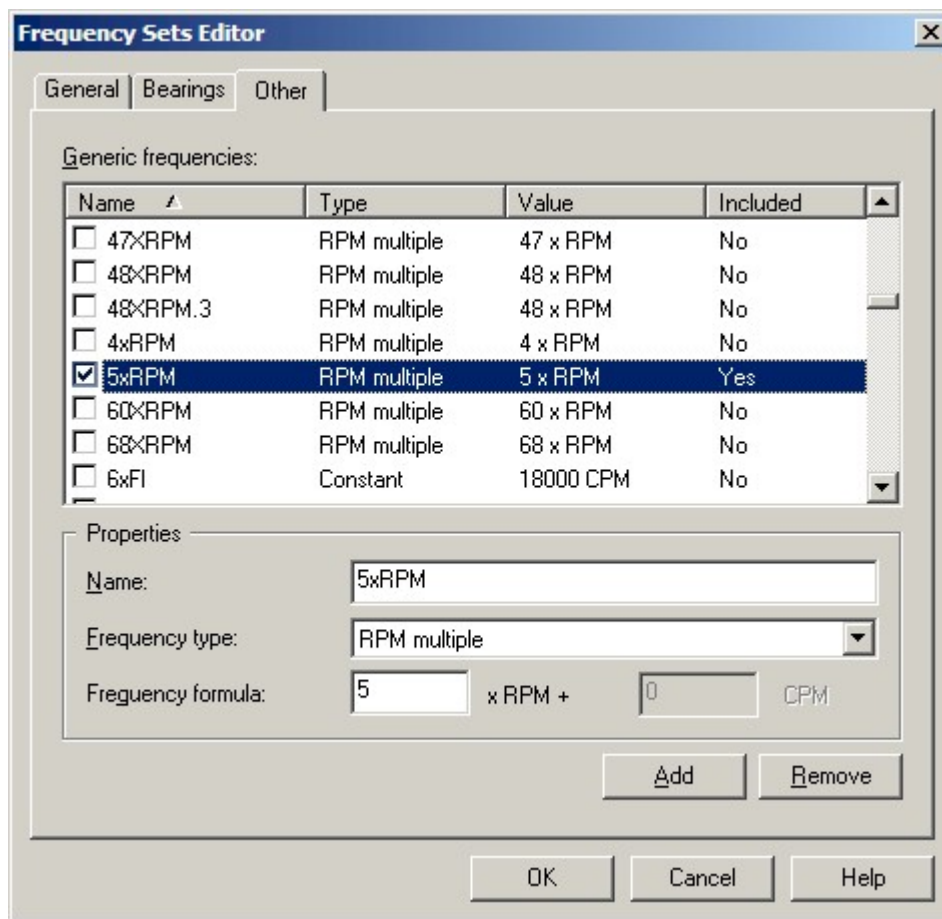 Frequency Sets Editor
General Bearings Other
Generic frequencies:
Name Type Value Included
47XRPM RPM multiple 47 x RPM No
48XRPM RPM multiple 48 x RPM No
48XRPM.3 RPM multiple 48 x RPM No
4xRPM RPM multiple 4 x RPM No
5xRPM RPM multiple 5 x RPM Yes
60XRPM RPM multiple 60 x RPM No
68XRPM RPM multiple 68 x RPM No
6xFl Constant 18000 CPM No
Properties
Name: 5xRPM
Frequency type: RPM multiple
Freguency formula: 5 x RPM + 0 CPM
Add Remove
OK Cancel Help